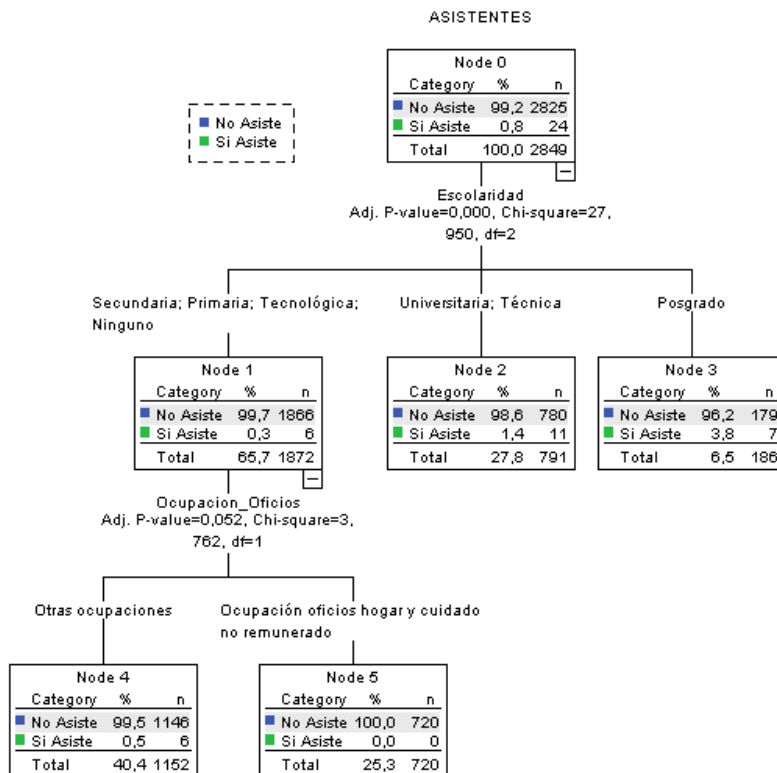 ASISTENTES
Node 0
Category % n
No Asiste 99,2 2825
Si Asiste 0,8 24
Total 100,0 2849
No Asiste
Si Asiste
Escolaridad
Adj. P-value=0,000, Chi-square=27,
950, df=2
Secundaria; Primaria; Tecnológica;
Ninguno
Universitaria; Técnica
Posgrado
Node 1
Category % n
No Asiste 99,7 1866
Si Asiste 0,3 6
Total 65,7 1872
Node 2
Category % n
No Asiste 98,6 780
Si Asiste 1,4 11
Total 27,8 791
Node 3
Category % n
No Asiste 96,2 179
Si Asiste 3,8 7
Total 6,5 186
Ocupacion_Oficios
Adj. P-value=0,052, Chi-square=3,
762, df=1
Otras ocupaciones
Ocupación oficios hogar y cuidado
no remunerado
Node 4
Category % n
No Asiste 99,5 1146
Si Asiste 0,5 6
Total 40,4 1152
Node 5
Category % n
No Asiste 100,0 720
Si Asiste 0,0 0
Total 25,3 720